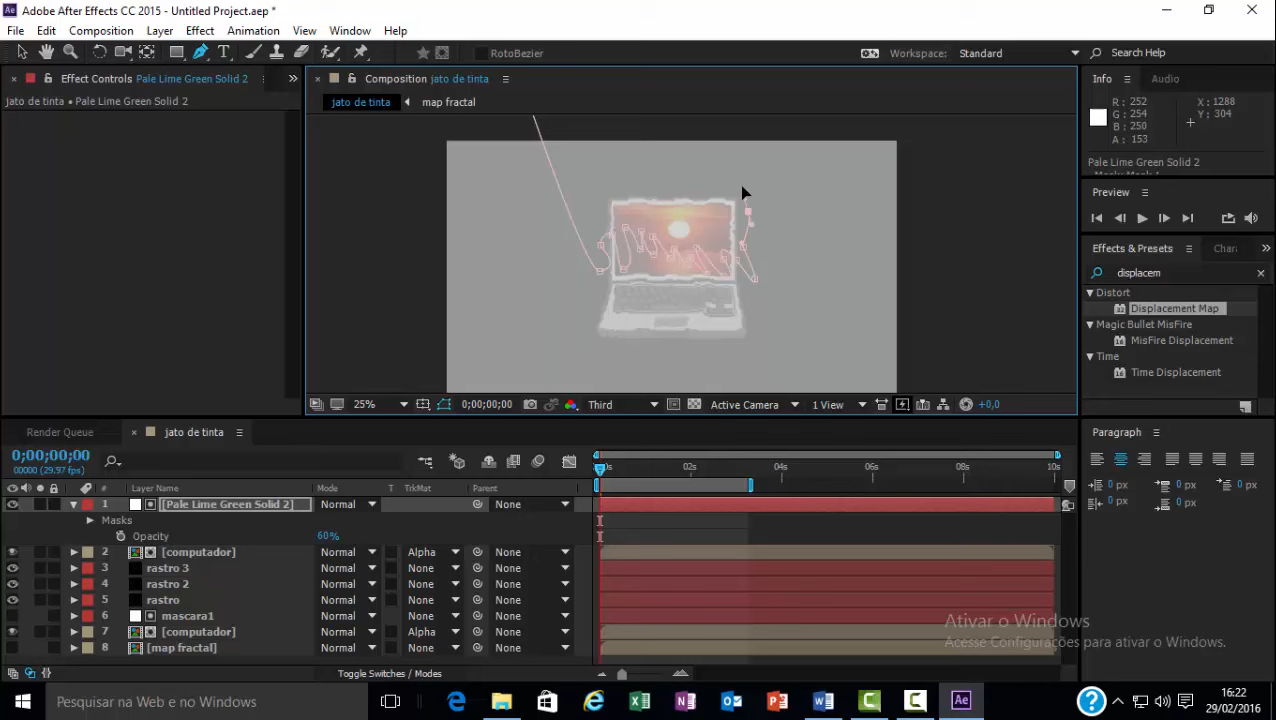 Adobe After Effects CC 2015 - Untitled Project.aep *
File Edit Composition Layer Effect Animation View Window Help
RotoBezier
Workspace: Standard
Search Help
Effect Controls Pale Lime Green Solid 2
Composition jato de tinta
Info Audio
jato de tinta • Pale Lime Green Solid 2
jato de tinta map fractal
R: 252 X: 1288
G: 254 Y: 304
B: 250
A: 153
Pale Lime Green Solid 2
Preview
Effects & Presets
displacem
Distort
Displacement Map
Magic Bullet MisFire
MisFire Displacement
Time
Time Displacement
25% 0;00;00;00 Third Active Camera 1 View +0,0
Render Queue jato de tinta
Paragraph
0;00;00;00
00000 (29.97 fps)
02s 04s 06s 08s 10s
# Layer Name Mode T TrkMat Parent
1 [Pale Lime Green Solid 2] Normal None
Masks
Opacity 60%
2 [computador] Normal Alpha None
3 rastro 3 Normal None None
4 rastro 2 Normal None None
5 rastro Normal None None
6 mascara1 Normal None None
7 [computador] Normal Alpha None
8 [map fractal] Normal None None
0 px 0 px 0 px
0 px 0 px
Ativar o Windows
Acesse Configurações para ativar o Windows.
Toggle Switches / Modes
Pesquisar na Web e no Windows
16:22
29/02/2016